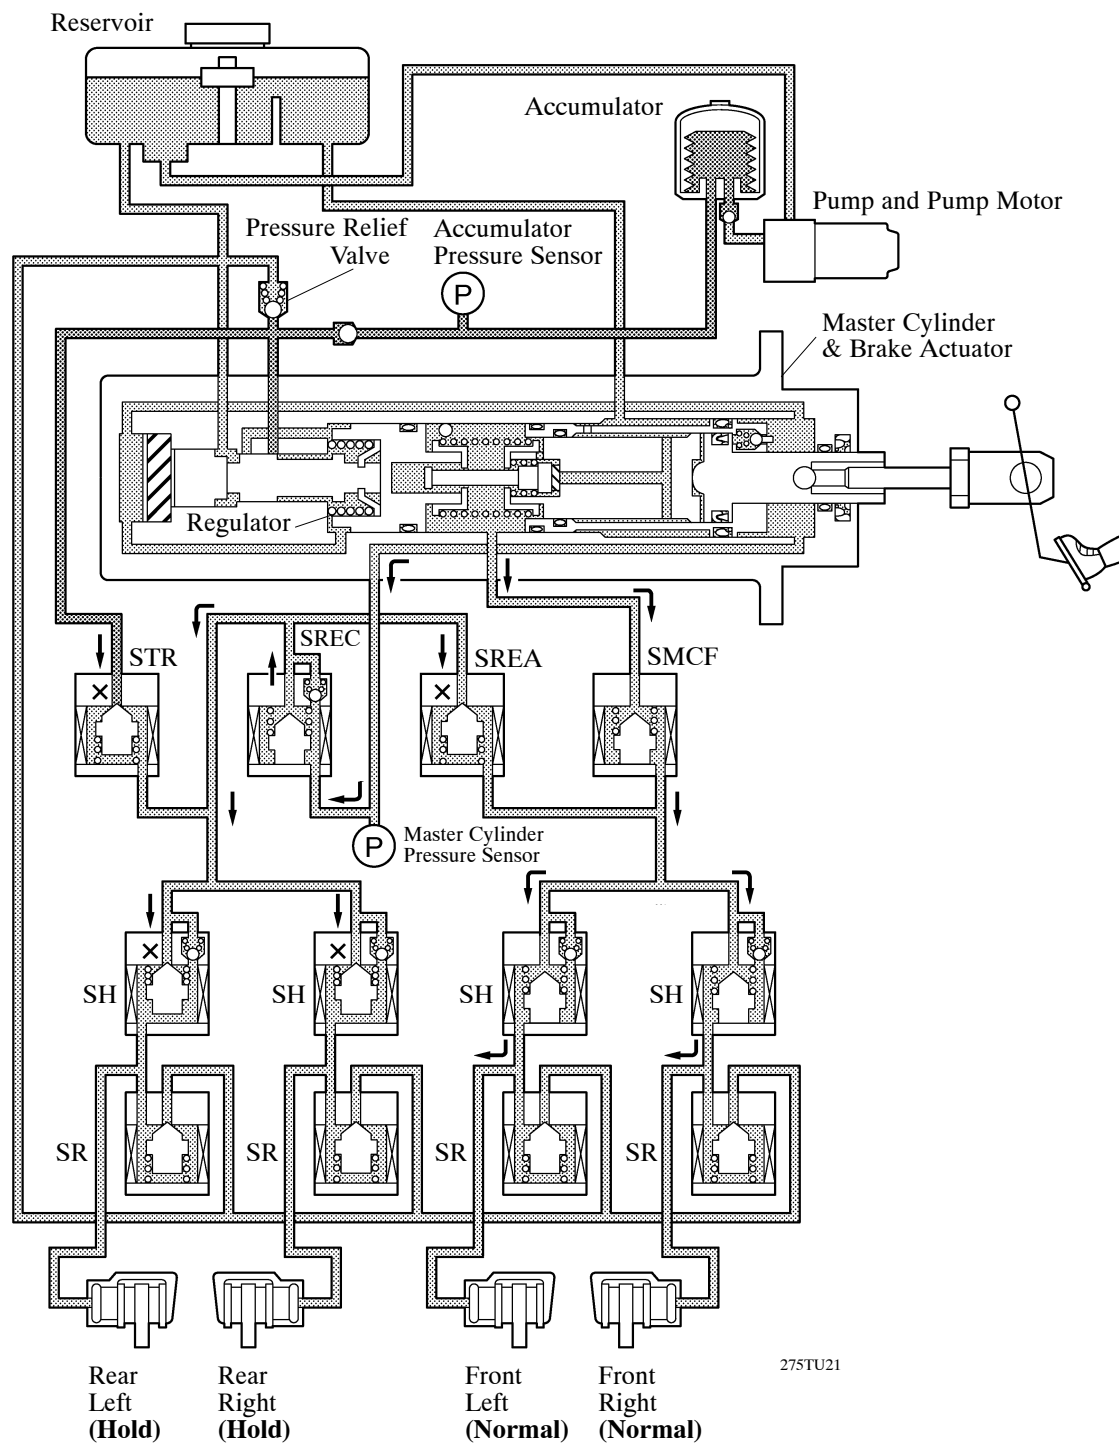 Reservoir
Accumulator
Pump and Pump Motor
Pressure Relief
Valve
Accumulator
Pressure Sensor
P
Master Cylinder
& Brake Actuator
Regulator
STR
SREC
SREA
SMCF
×
×
P
Master Cylinder
Pressure Sensor
×
×
SH
SH
SH
SH
SR
SR
SR
SR
Rear
Left
(Hold)
Rear
Right
(Hold)
Front
Left
(Normal)
Front
Right
(Normal)
275TU21